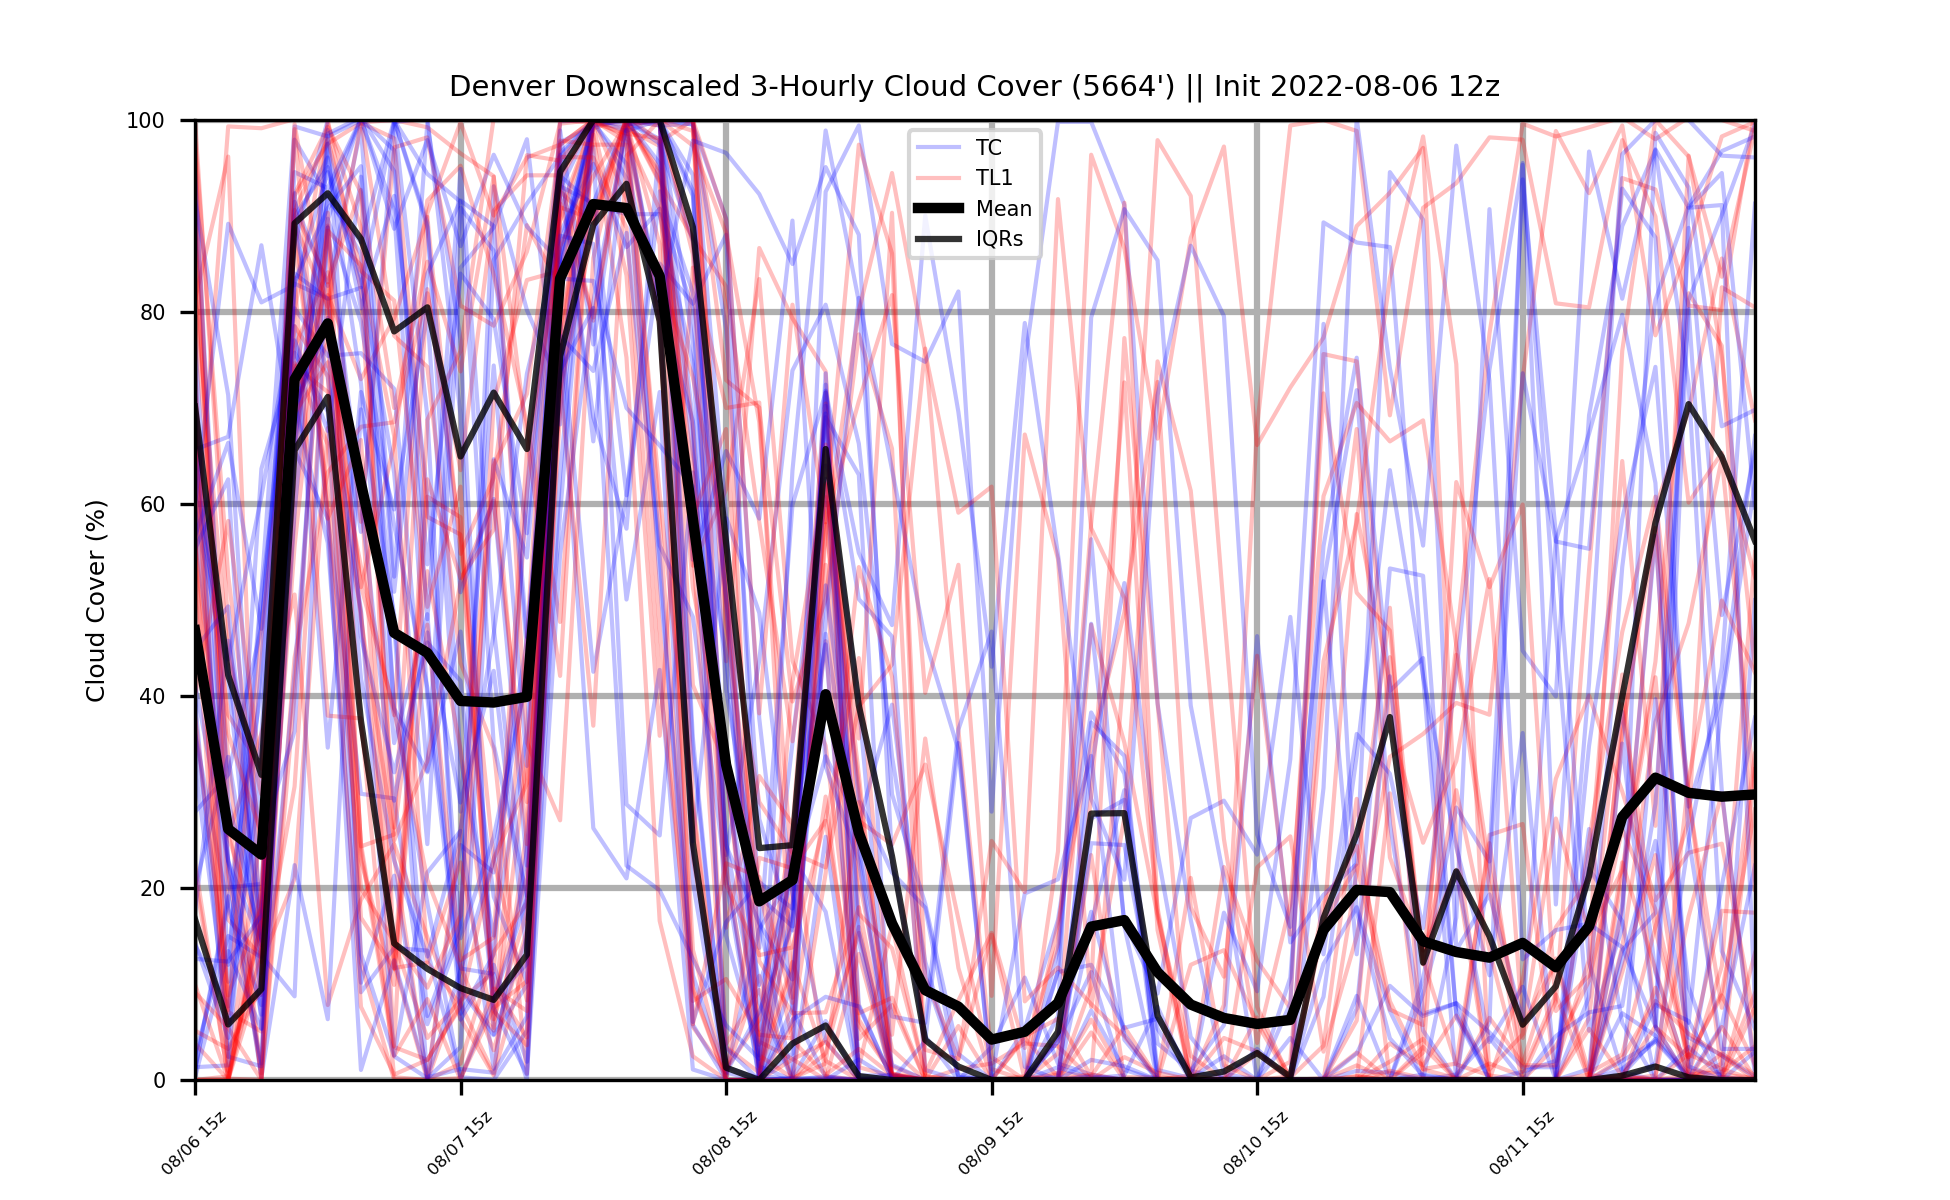 Denver Downscaled 3-Hourly Cloud Cover (5664') || Init 2022-08-06 12z
TC
TL1
Mean
IQRs
Cloud Cover (%)
100
80
60
40
20
0
08/06 15z
08/07 15z
08/08 15z
08/09 15z
08/10 15z
08/11 15z